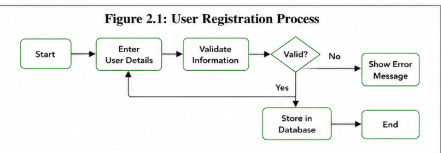 Figure 2.1: User Registration Process
Start
Enter
User Details
Validate
Information
Valid?
No
Show Error
Message
Yes
Store in
Database
End